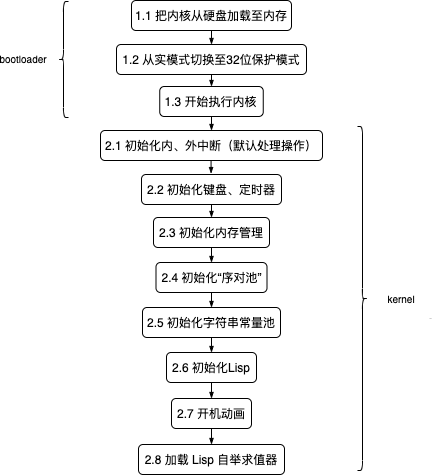 1.1 把内核从硬盘加载至内存
bootloader
1.2 从实模式切换至32位保护模式
1.3 开始执行内核
2.1 初始化内、外中断（默认处理操作）
2.2 初始化键盘、定时器
2.3 初始化内存管理
2.4 初始化“序对池”
kernel
2.5 初始化字符串常量池
2.6 初始化Lisp
2.7 开机动画
2.8 加载 Lisp 自举求值器